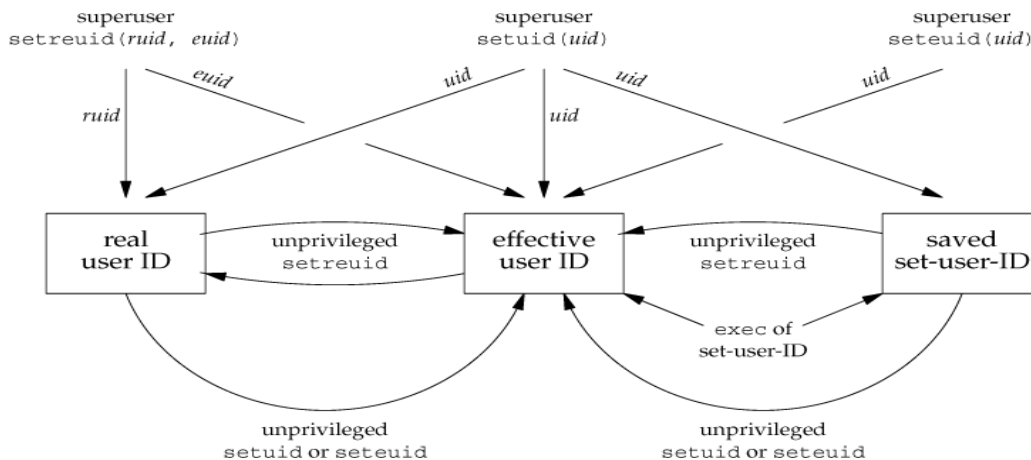 superuser
setreuid(ruid, euid)
superuser
setuid(uid)
superuser
seteuid(uid)
ruid
euid
uid
uid
uid
uid
real
user ID
unprivileged
setreuid
effective
user ID
unprivileged
setreuid
saved
set-user-ID
exec of
set-user-ID
unprivileged
setuid or seteuid
unprivileged
setuid or seteuid